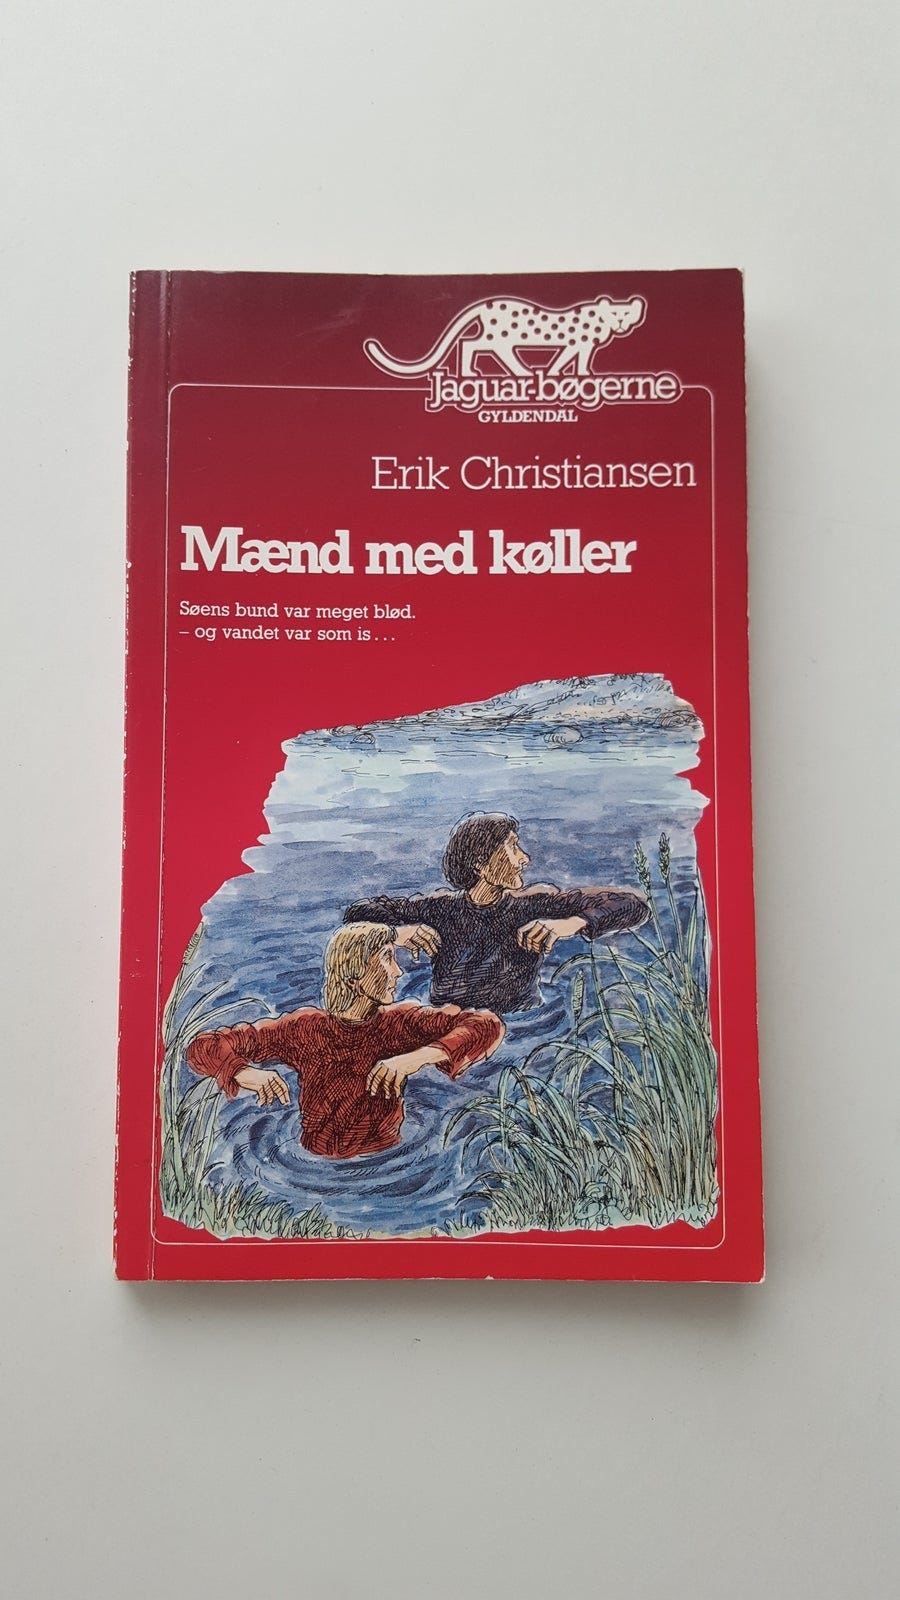 Jaguar-bøgerne
GYLDENDAL
Erik Christiansen
Mænd med køller
Søens bund var meget blød.
– og vandet var som is...